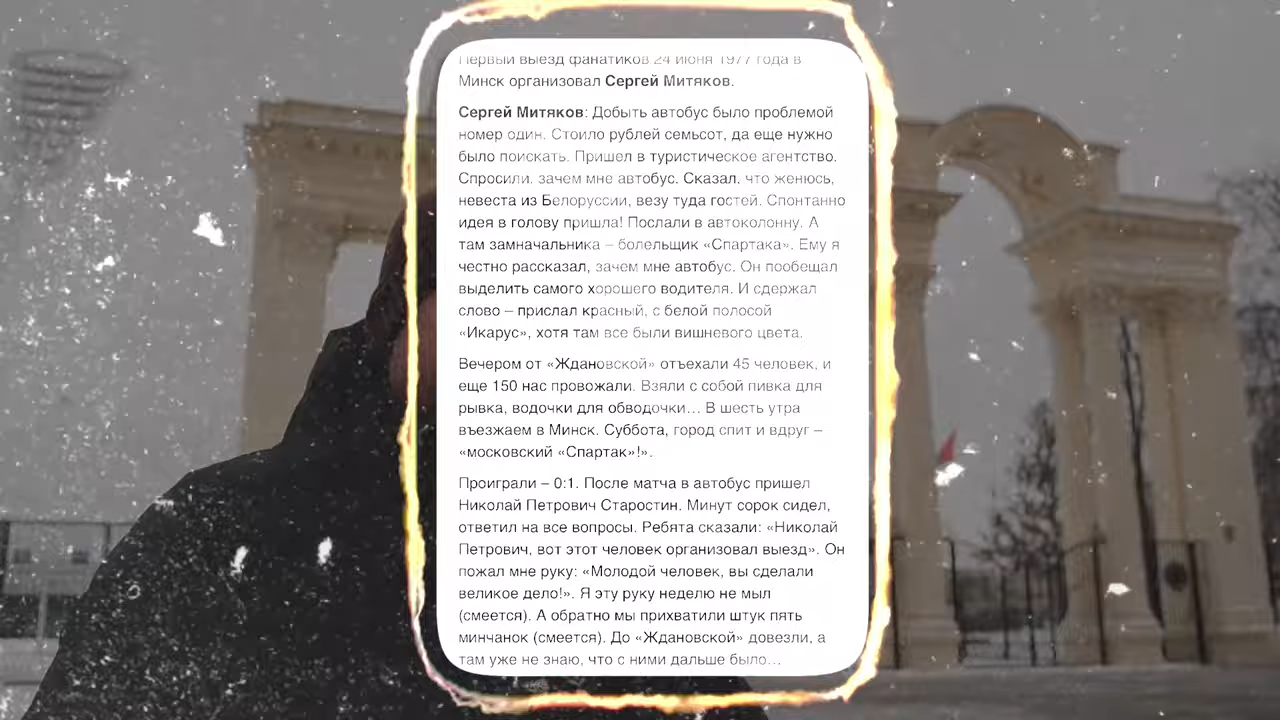 Первый выезд фанатиков 24 июня 1977 года в
Минск организовал Сергей Митяков.
Сергей Митяков: Добыть автобус было проблемой
номер один. Стоило рублей семьсот, да еще нужно
было поискать. Пришел в туристическое агентство.
Спросили, зачем мне автобус. Сказал, что женюсь,
невеста из Белоруссии, везу туда гостей. Спонтанно
идея в голову пришла! Послали в автоколонну. А
там замначальника – болельщик «Спартака». Ему я
честно рассказал, зачем мне автобус. Он пообещал
выделить самого хорошего водителя. И сдержал
слово – прислал красный, с белой полосой
«Икарус», хотя там все были вишневого цвета.
Вечером от «Ждановской» отъехали 45 человек, и
еще 150 нас провожали. Взяли с собой пивка для
рывка, водочки для обводочки… В шесть утра
въезжаем в Минск. Суббота, город спит и вдруг –
«московский «Спартак»!».
Проиграли – 0:1. После матча в автобус пришел
Николай Петрович Старостин. Минут сорок сидел,
ответил на все вопросы. Ребята сказали: «Николай
Петрович, вот этот человек организовал выезд». Он
пожал мне руку: «Молодой человек, вы сделали
великое дело!». Я эту руку неделю не мыл
(смеется). А обратно мы прихватили штук пять
минчанок (смеется). До «Ждановской» довезли, а
там уже не знаю, что с ними дальше было…